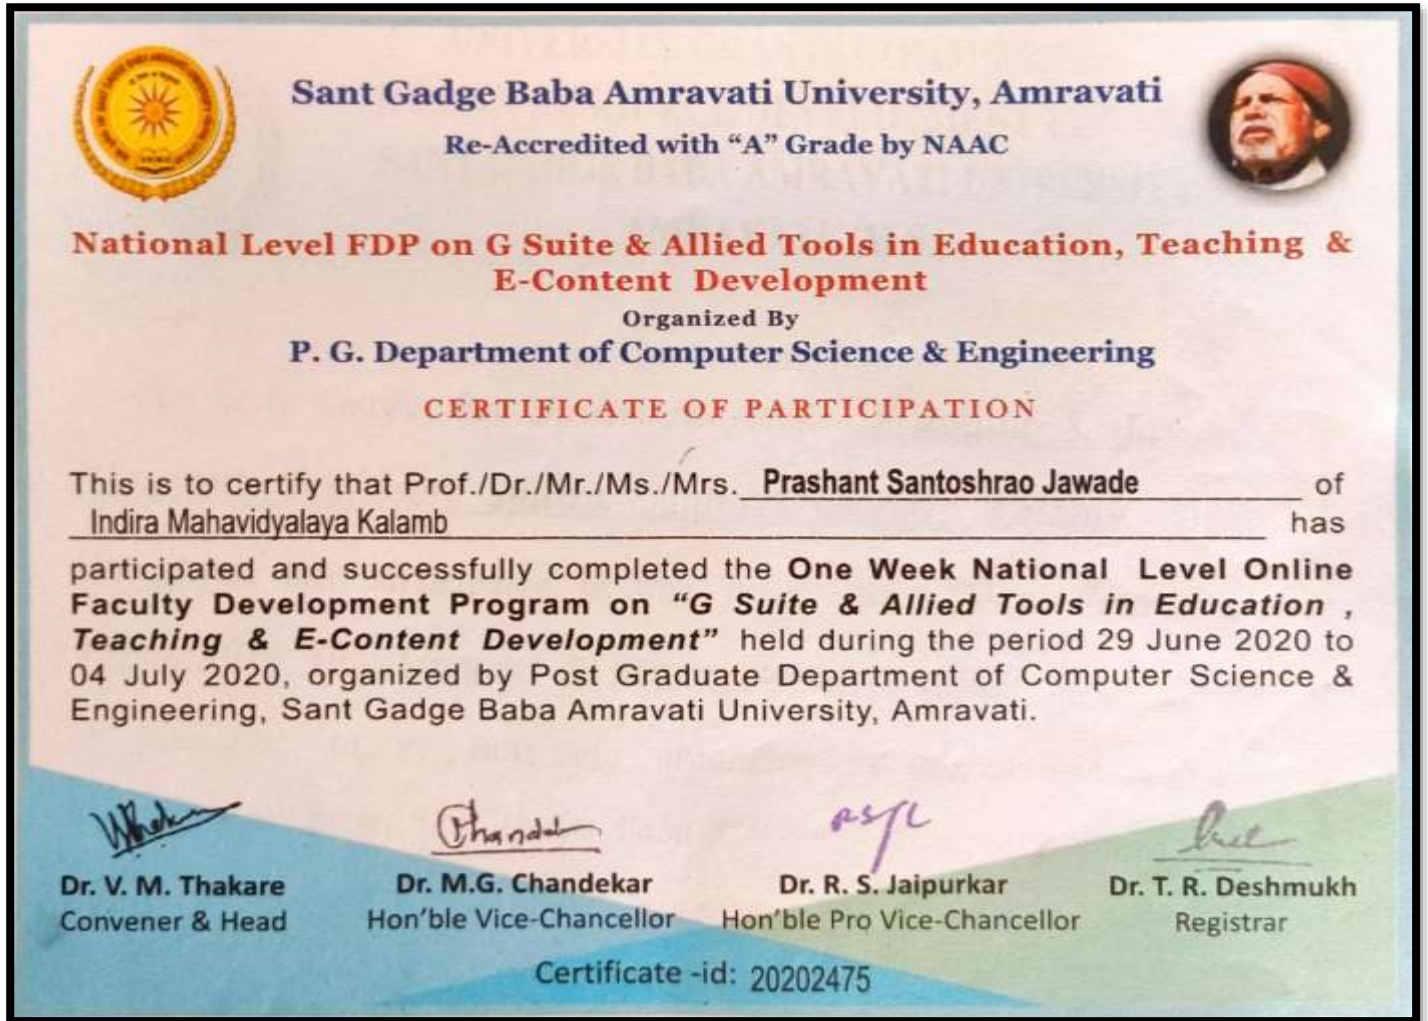 Sant Gadge Baba Amravati University, Amravati
Re-Accredited with “A” Grade by NAAC
National Level FDP on G Suite & Allied Tools in Education, Teaching &
E-Content Development
Organized By
P. G. Department of Computer Science & Engineering
CERTIFICATE OF PARTICIPATION
This is to certify that Prof./Dr./Mr./Ms./Mrs. Prashant Santoshrao Jawade of
Indira Mahavidyalaya Kalamb has
participated and successfully completed the One Week National Level Online
Faculty Development Program on “G Suite & Allied Tools in Education ,
Teaching & E-Content Development” held during the period 29 June 2020 to
04 July 2020, organized by Post Graduate Department of Computer Science &
Engineering, Sant Gadge Baba Amravati University, Amravati.
Dr. V. M. Thakare Dr. M.G. Chandekar Dr. R. S. Jaipurkar Dr. T. R. Deshmukh
Convener & Head Hon’ble Vice-Chancellor Hon’ble Pro Vice-Chancellor Registrar
Certificate -id: 20202475